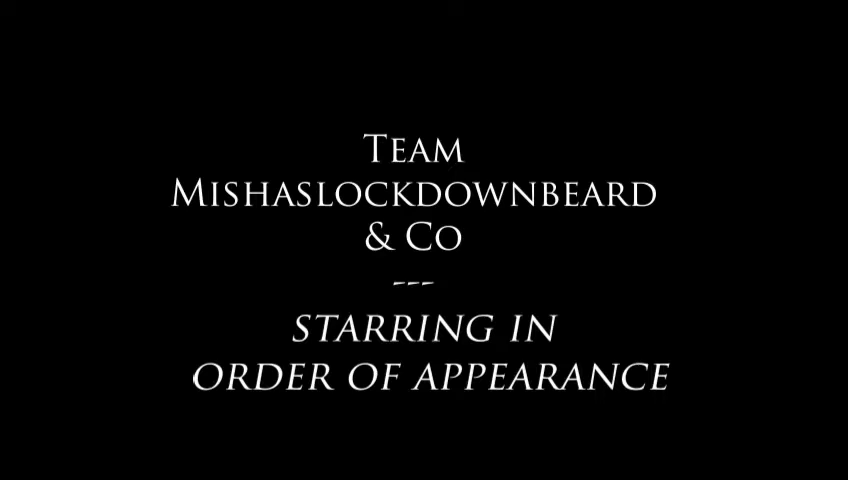 Team
Mishaslockdownbeard
& Co
---
STARRING IN
ORDER OF APPEARANCE